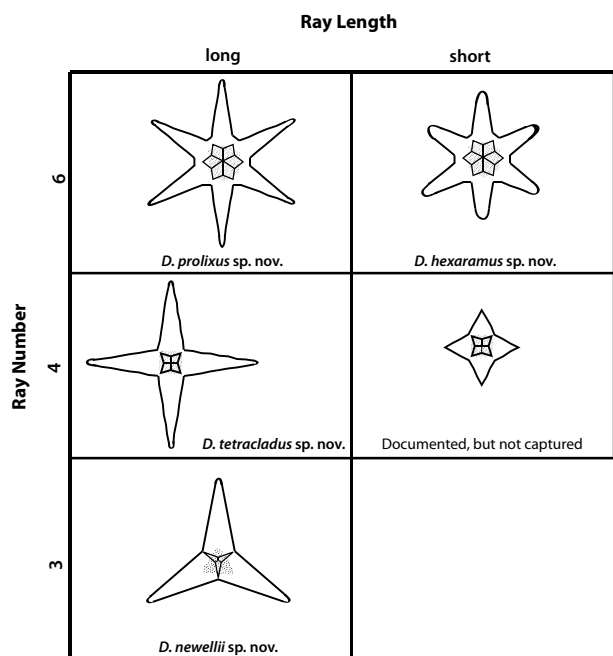 Ray Length
long short
Ray Number
6
D. prolixus sp. nov. D. hexaramus sp. nov.
4
D. tetracladus sp. nov. Documented, but not captured
3
D. newellii sp. nov.